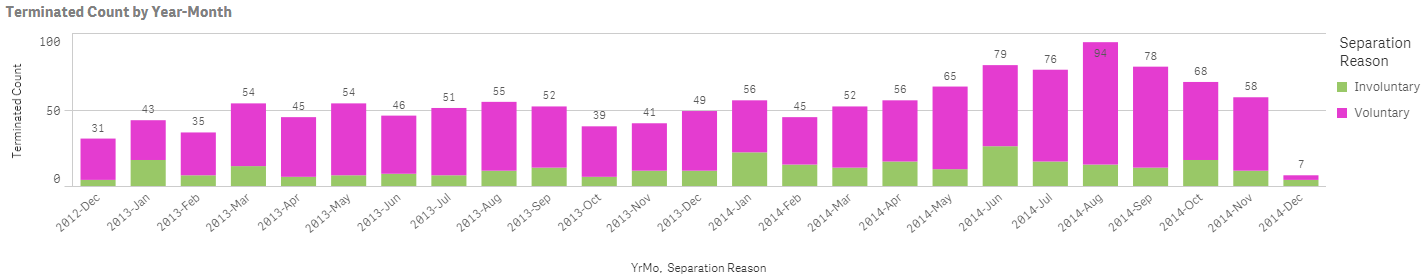 Terminated Count by Year-Month
Terminated Count
100
50
0
31
43
35
54
45
54
46
51
55
52
39
41
49
56
45
52
56
65
79
76
94
78
68
58
7
2012-Dec
2013-Jan
2013-Feb
2013-Mar
2013-Apr
2013-May
2013-Jun
2013-Jul
2013-Aug
2013-Sep
2013-Oct
2013-Nov
2013-Dec
2014-Jan
2014-Feb
2014-Mar
2014-Apr
2014-May
2014-Jun
2014-Jul
2014-Aug
2014-Sep
2014-Oct
2014-Nov
2014-Dec
YrMo, Separation Reason
Separation
Reason
Involuntary
Voluntary